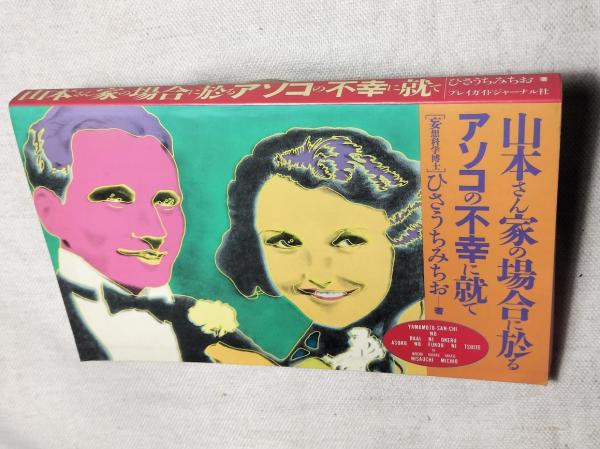 山本さん家の場合に於るアソコの不幸に就て
ひさうちみちお 著
プレイガイドジャーナル社
山本さん家の場合に於る
アソコの不幸に就て
[妄想科学博士]ひさうちみちお 著
YAMAMOTO-SAN-CHI
NO
BAAI NI OKERU
ASOKO NO FUKOU NI TSUITE
HISAUCHI MICHIO